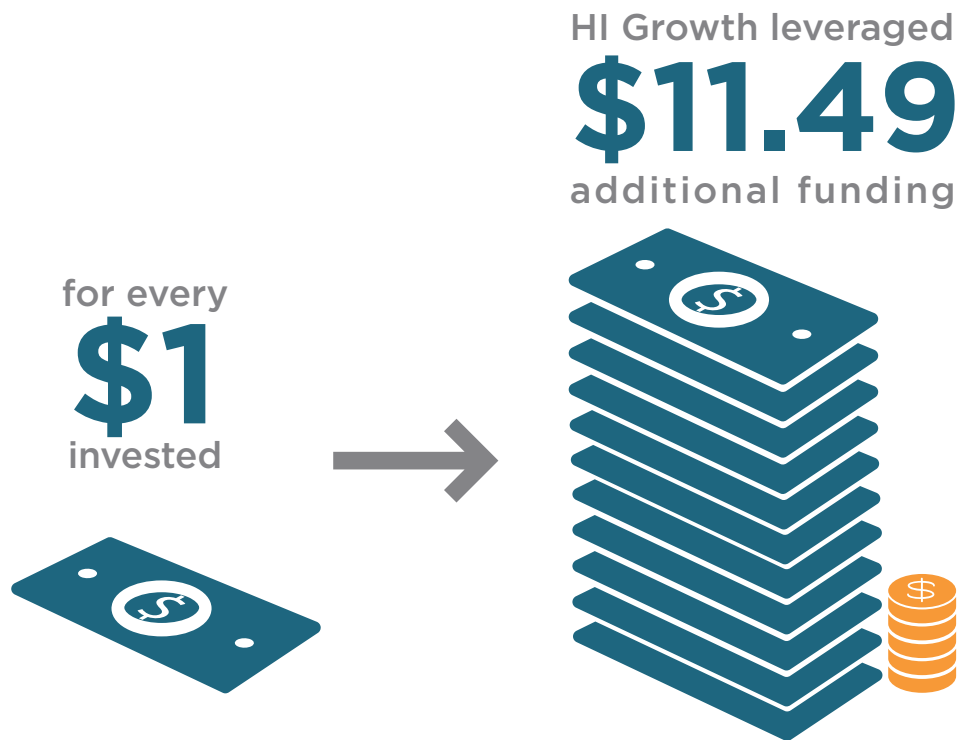 for every
$1
invested
HI Growth leveraged
$11.49
additional funding
$
$
$